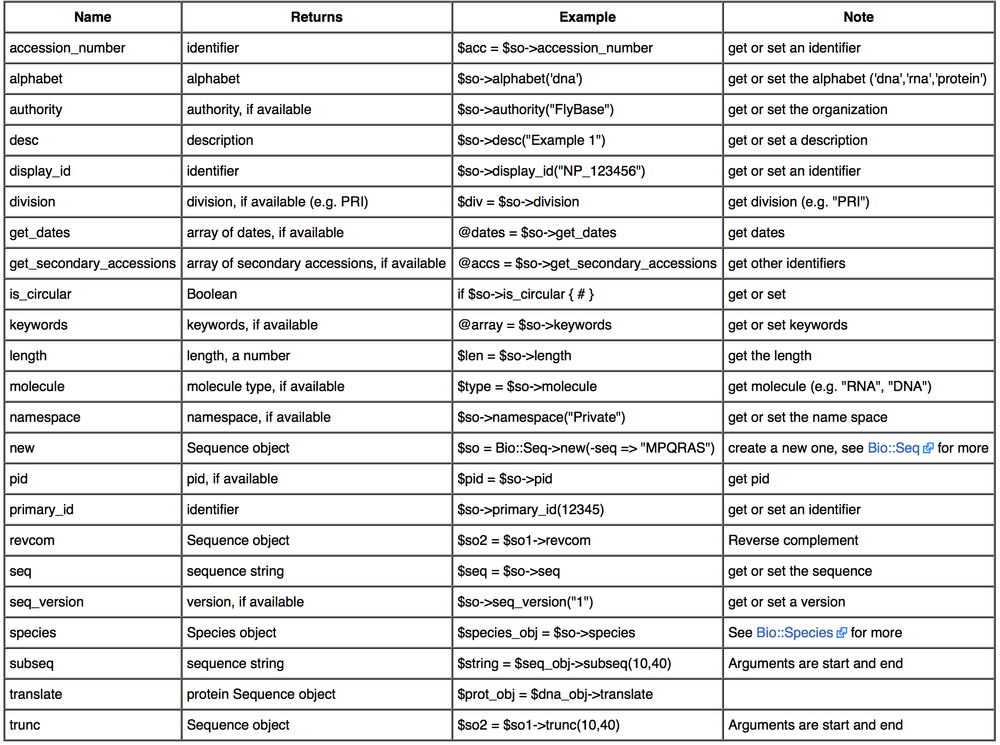 Name Returns Example Note
accession_number identifier $acc = $so->accession_number get or set an identifier
alphabet alphabet $so->alphabet('dna') get or set the alphabet ('dna','rna','protein')
authority authority, if available $so->authority("FlyBase") get or set the organization
desc description $so->desc("Example 1") get or set a description
display_id identifier $so->display_id("NP_123456") get or set an identifier
division division, if available (e.g. PRI) $div = $so->division get division (e.g. "PRI")
get_dates array of dates, if available @dates = $so->get_dates get dates
get_secondary_accessions array of secondary accessions, if available @accs = $so->get_secondary_accessions get other identifiers
is_circular Boolean if $so->is_circular { # } get or set
keywords keywords, if available @array = $so->keywords get or set keywords
length length, a number $len = $so->length get the length
molecule molecule type, if available $type = $so->molecule get molecule (e.g. "RNA", "DNA")
namespace namespace, if available $so->namespace("Private") get or set the name space
new Sequence object $so = Bio::Seq->new(-seq => "MPQRAS") create a new one, see Bio::Seq for more
pid pid, if available $pid = $so->pid get pid
primary_id identifier $so->primary_id(12345) get or set an identifier
revcom Sequence object $so2 = $so1->revcom Reverse complement
seq sequence string $seq = $so->seq get or set the sequence
seq_version version, if available $so->seq_version("1") get or set a version
species Species object $species_obj = $so->species See Bio::Species for more
subseq sequence string $string = $seq_obj->subseq(10,40) Arguments are start and end
translate protein Sequence object $prot_obj = $dna_obj->translate
trunc Sequence object $so2 = $so1->trunc(10,40) Arguments are start and end